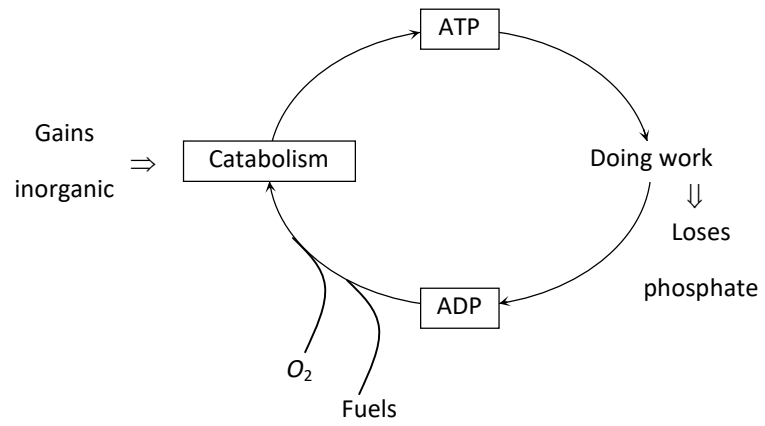 ATP
Gains
inorganic
⇒
Catabolism
Doing work
⇓
Loses
phosphate
ADP
O₂
Fuels